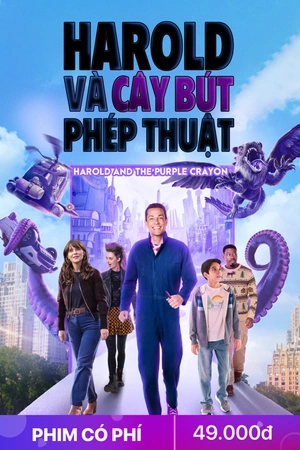 HAROLD
VÀ CÂY BÚT
PHÉP THUẬT
HAROLD AND THE PURPLE CRAYON
PHIM CÓ PHÍ
49.000đ